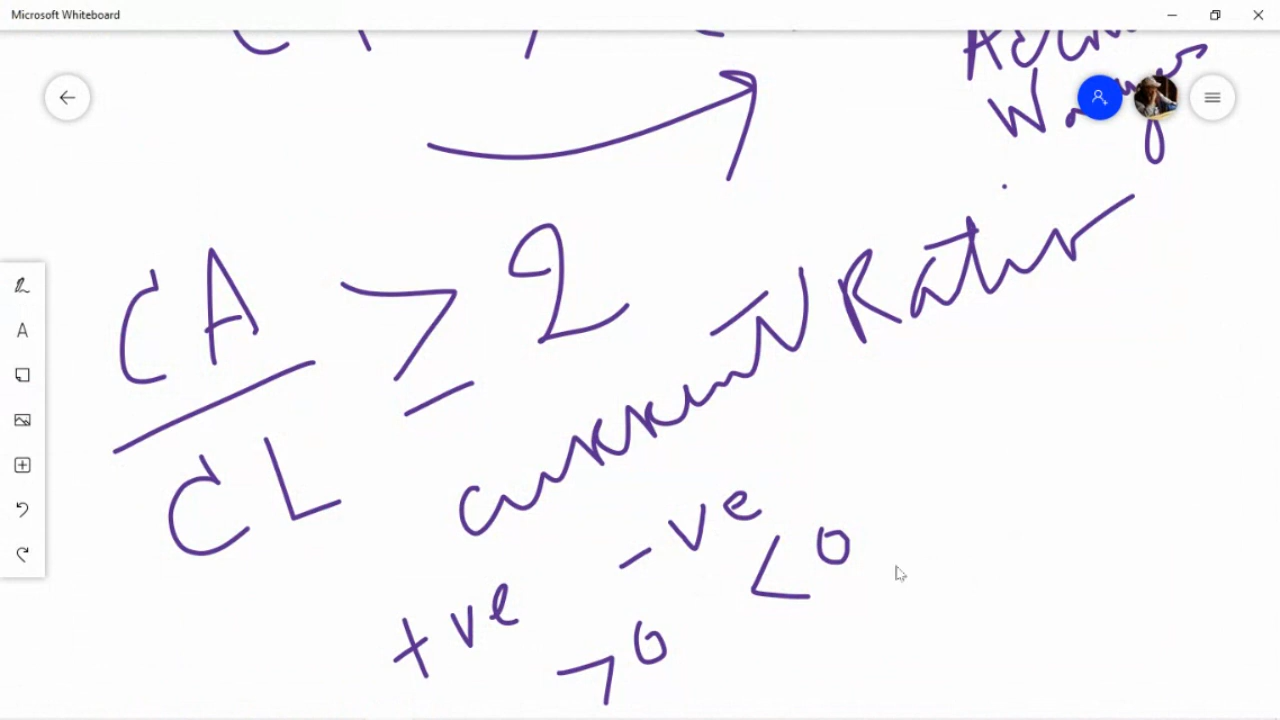 Microsoft Whiteboard
CA
CL
≥ 2
current Ratio
-ve < 0
+ve > 0
A